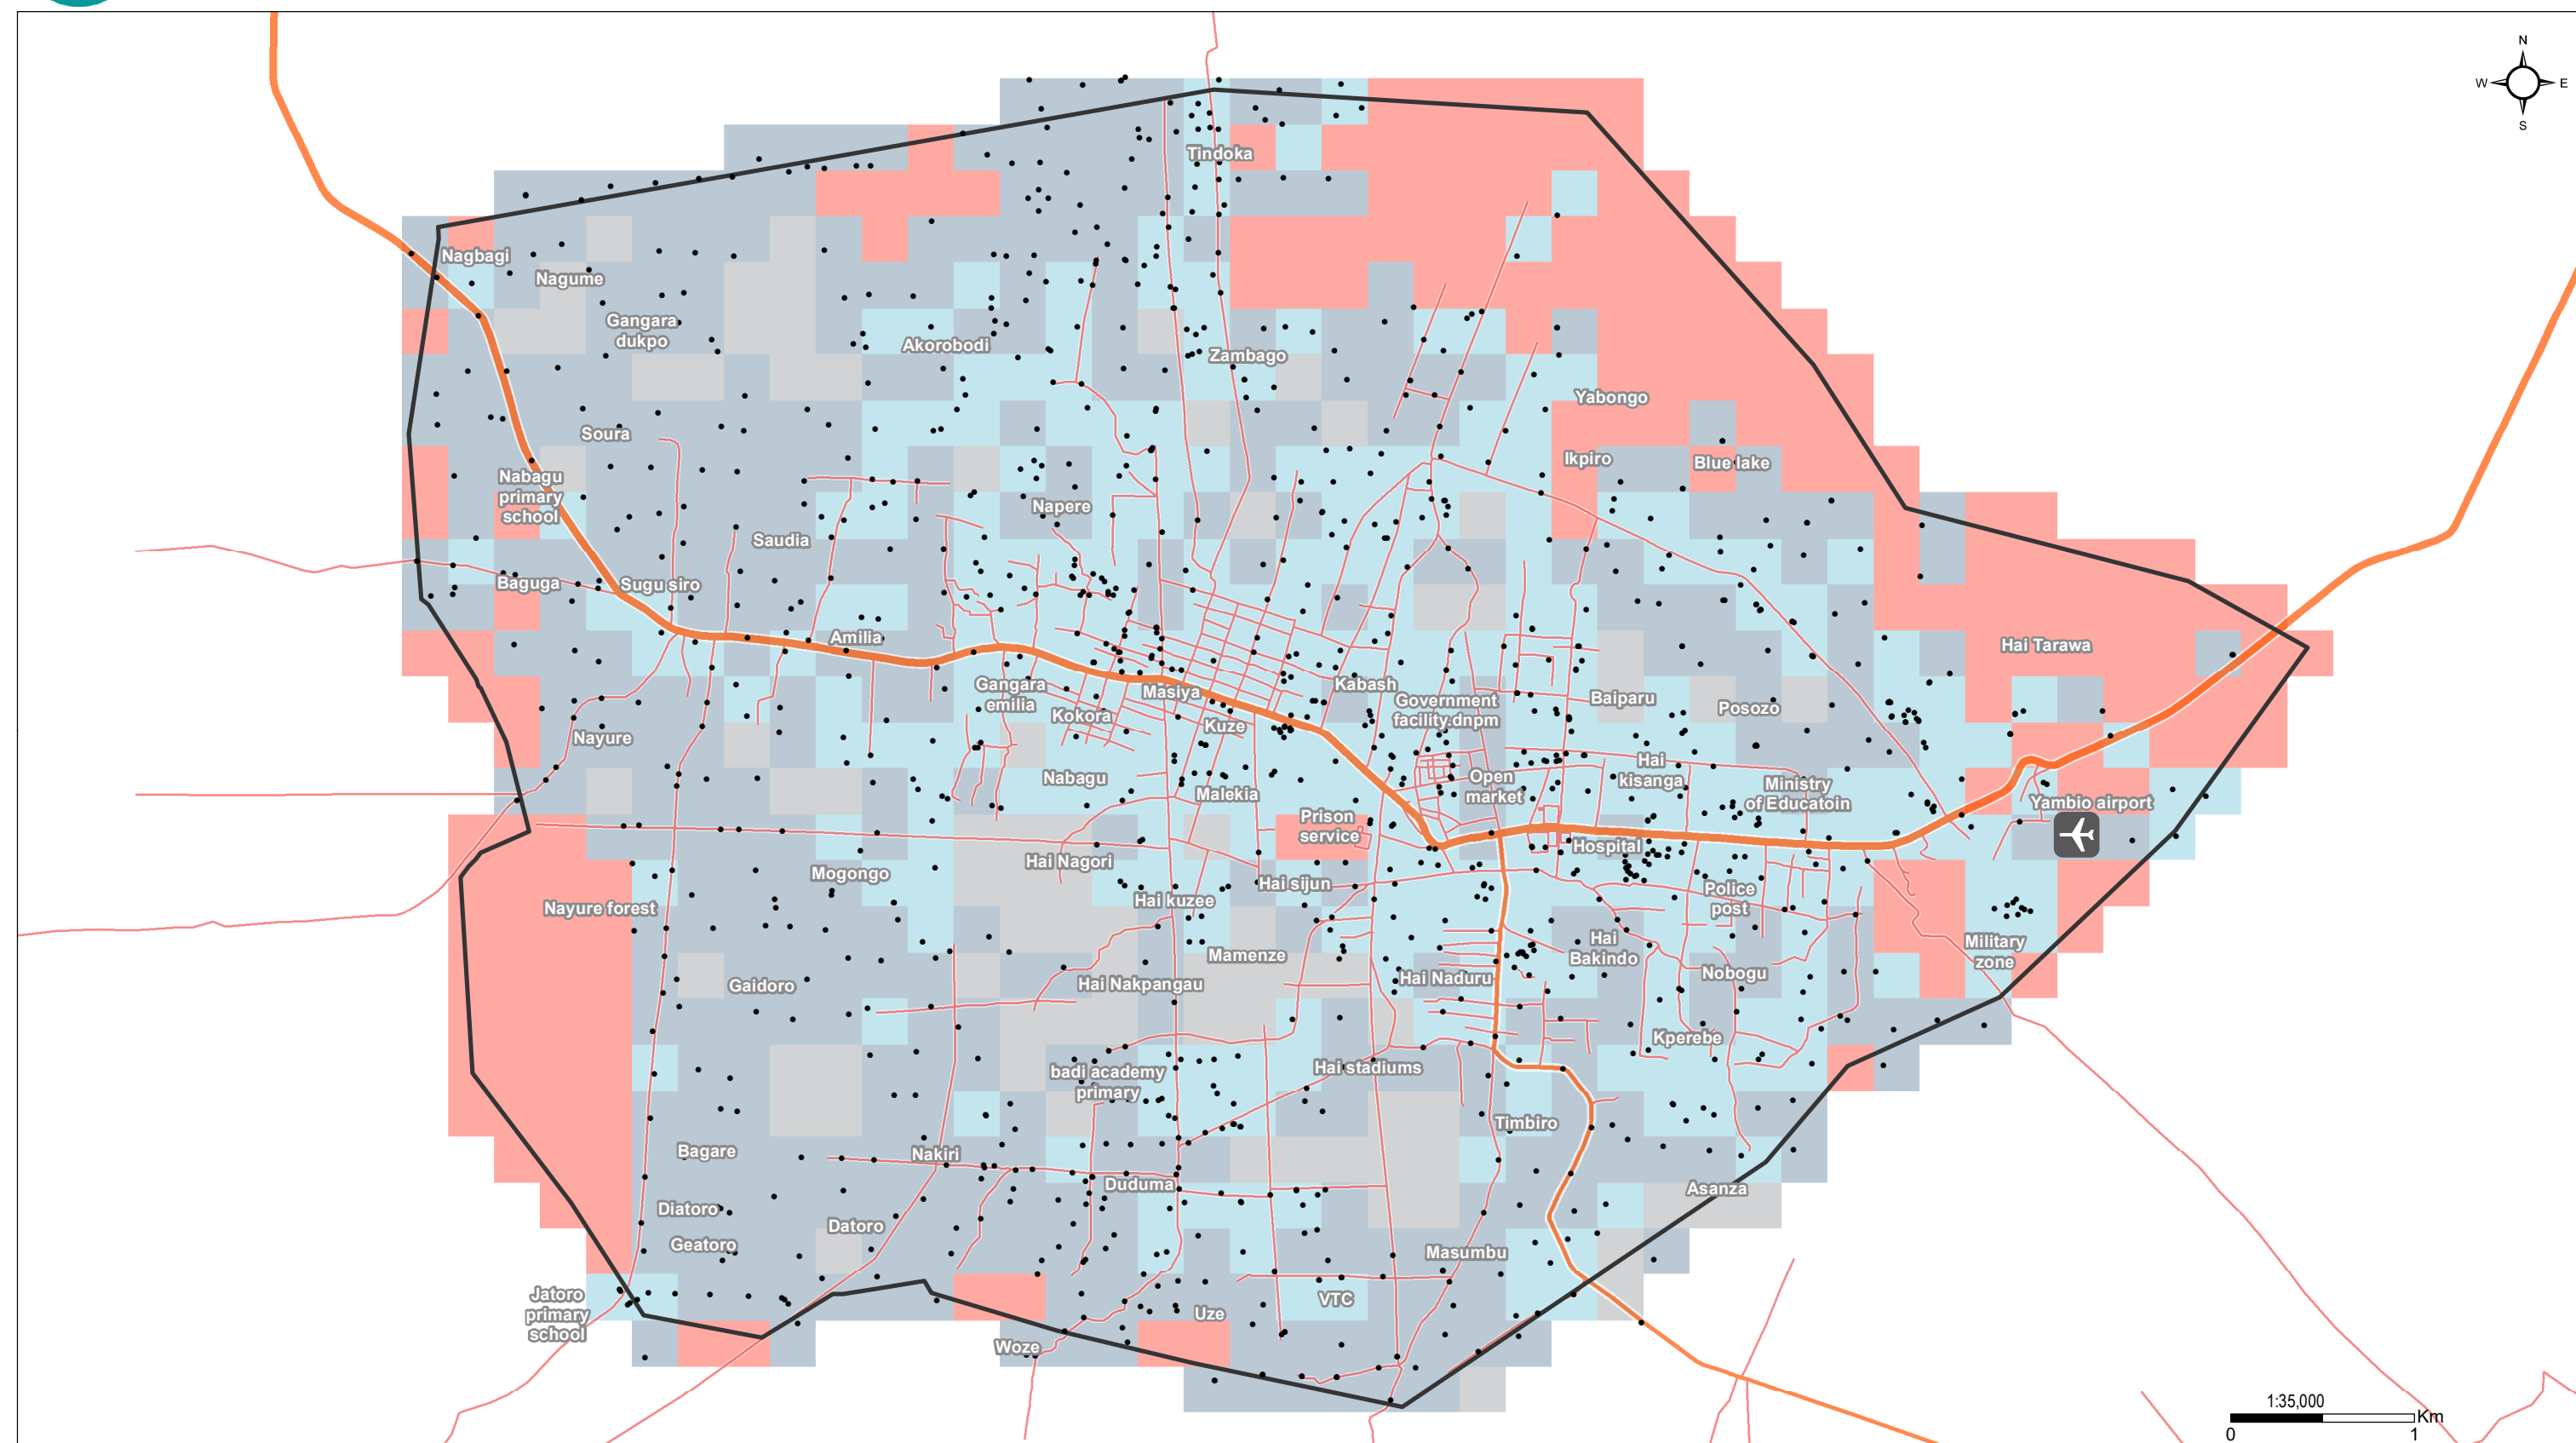 N
W
E
S
Tindoka
Nagbagi
Nagume
Gangara
dukpo
Akorobodi
Zambago
Yabongo
Soura
Ikpiro
Blue lake
Nabagu
primary
school
Napere
Saudia
Baguga
Sugu siro
Amilia
Hai Tarawa
Gangara
emilia
Masiya
Kabash
Kokora
Kuze
Government
facility.dnpm
Baiparu
Posozo
Nayure
Nabagu
Malekia
Open
market
Hai
kisanga
Ministry
of Educatoin
Yambio airport
Prison
service
Hospital
Hai Nagori
Mogongo
Hai sijun
Hai kuzee
Police
post
Nayure forest
Mamenze
Hai
Bakindo
Military
zone
Gaidoro
Hai Nakpangau
Hai Naduru
Nobogu
Kperebe
badi academy
primary
Hai stadiums
Timbiro
Bagare
Nakiri
Duduma
Asanza
Diatoro
Datoro
Geatoro
Masumbu
Jatoro
primary
school
VTC
Uze
Woze
1:35,000
Km
0
1